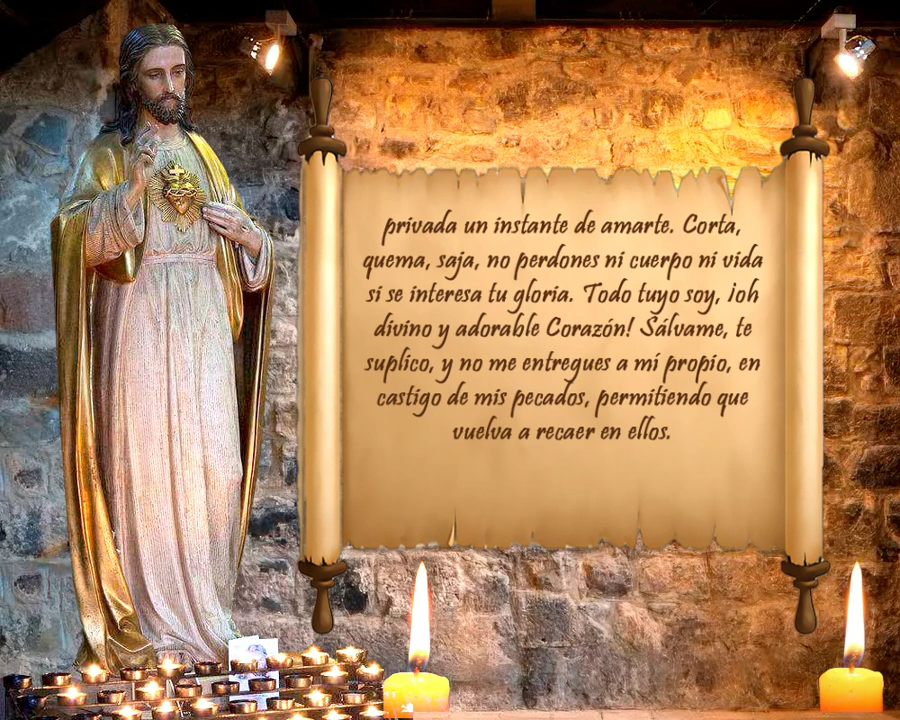 privada un instante de amarte. Corta,
quema, saja, no perdones ni cuerpo ni vida
si se interesa tu gloria. Todo tuyo soy, ¡oh
divino y adorable Corazón! Sálvame, te
suplico, y no me entregues a mí propio, en
castigo de mis pecados, permitiendo que
vuelva a recaer en ellos.